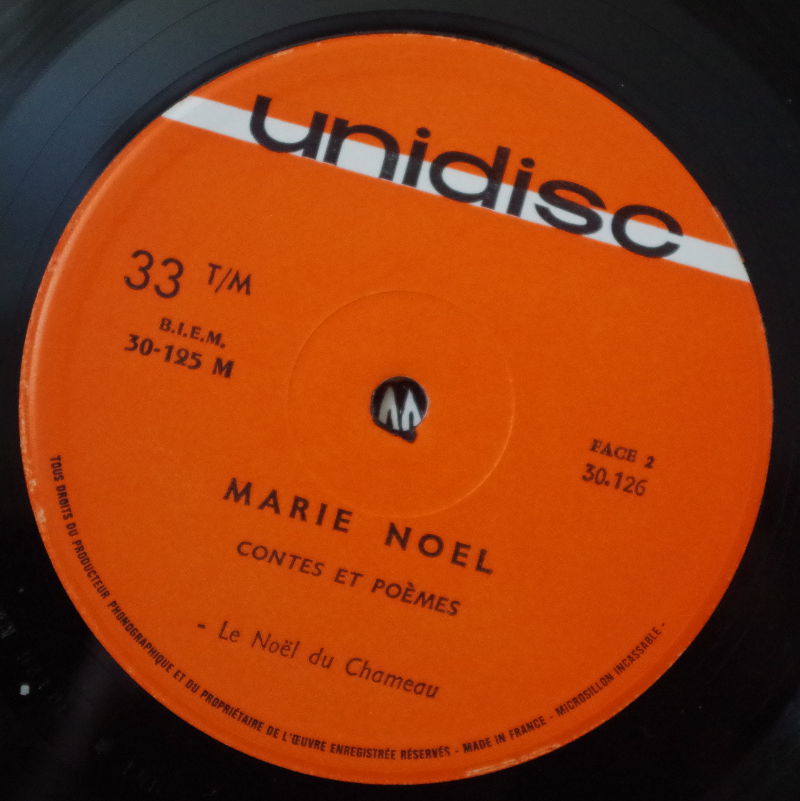 unidisc
33 T/M
B.I.E.M.
30-125 M
FACE 2
30.126
MARIE NOEL
CONTES ET POÈMES
- Le Noël du Chameau
TOUS DROITS DU PRODUCTEUR PHONOGRAPHIQUE ET DU PROPRIÉTAIRE DE L'ŒUVRE ENREGISTRÉE RÉSERVÉS - MADE IN FRANCE - MICROSILLON INCASSABLE -